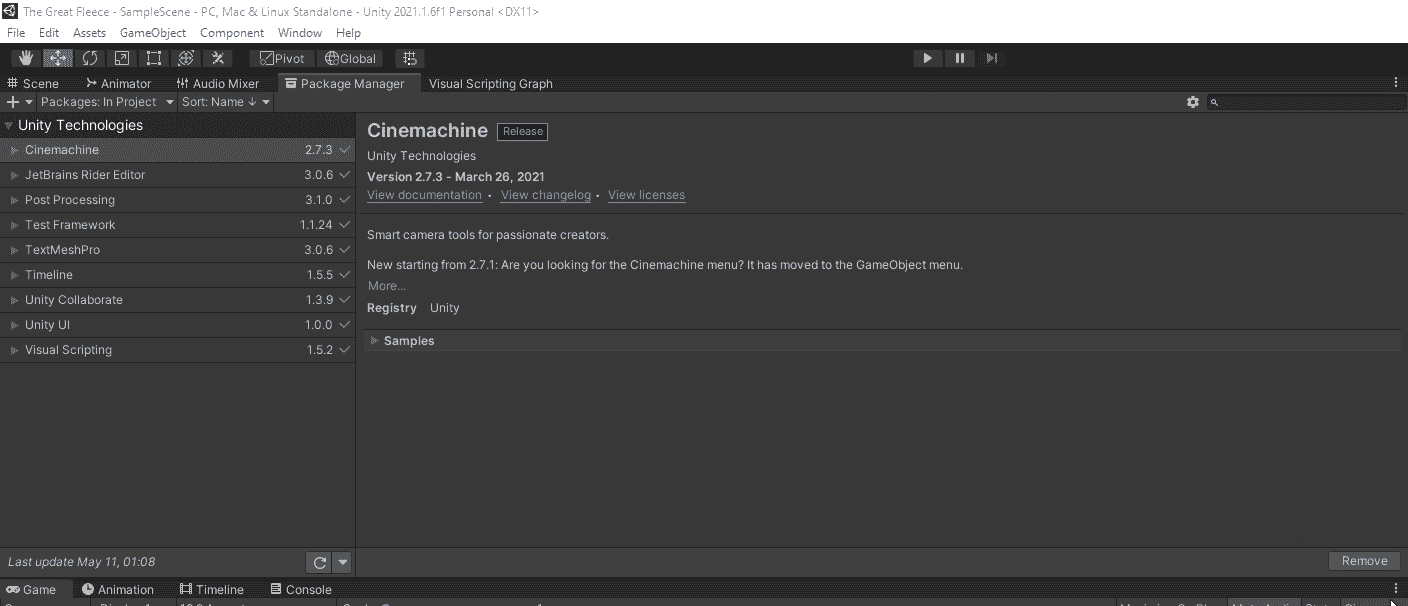 The Great Fleece - SampleScene - PC, Mac & Linux Standalone - Unity 2021.1.6f1 Personal <DX11>
File Edit Assets GameObject Component Window Help
Pivot Global
Scene Animator Audio Mixer Package Manager Visual Scripting Graph
Packages: In Project Sort: Name ↓
Unity Technologies
Cinemachine 2.7.3
JetBrains Rider Editor 3.0.6
Post Processing 3.1.0
Test Framework 1.1.24
TextMeshPro 3.0.6
Timeline 1.5.5
Unity Collaborate 1.3.9
Unity UI 1.0.0
Visual Scripting 1.5.2
Last update May 11, 01:08
Cinemachine Release
Unity Technologies
Version 2.7.3 - March 26, 2021
View documentation • View changelog • View licenses
Smart camera tools for passionate creators.
New starting from 2.7.1: Are you looking for the Cinemachine menu? It has moved to the GameObject menu.
More...
Registry Unity
Samples
Remove
Game Animation Timeline Console